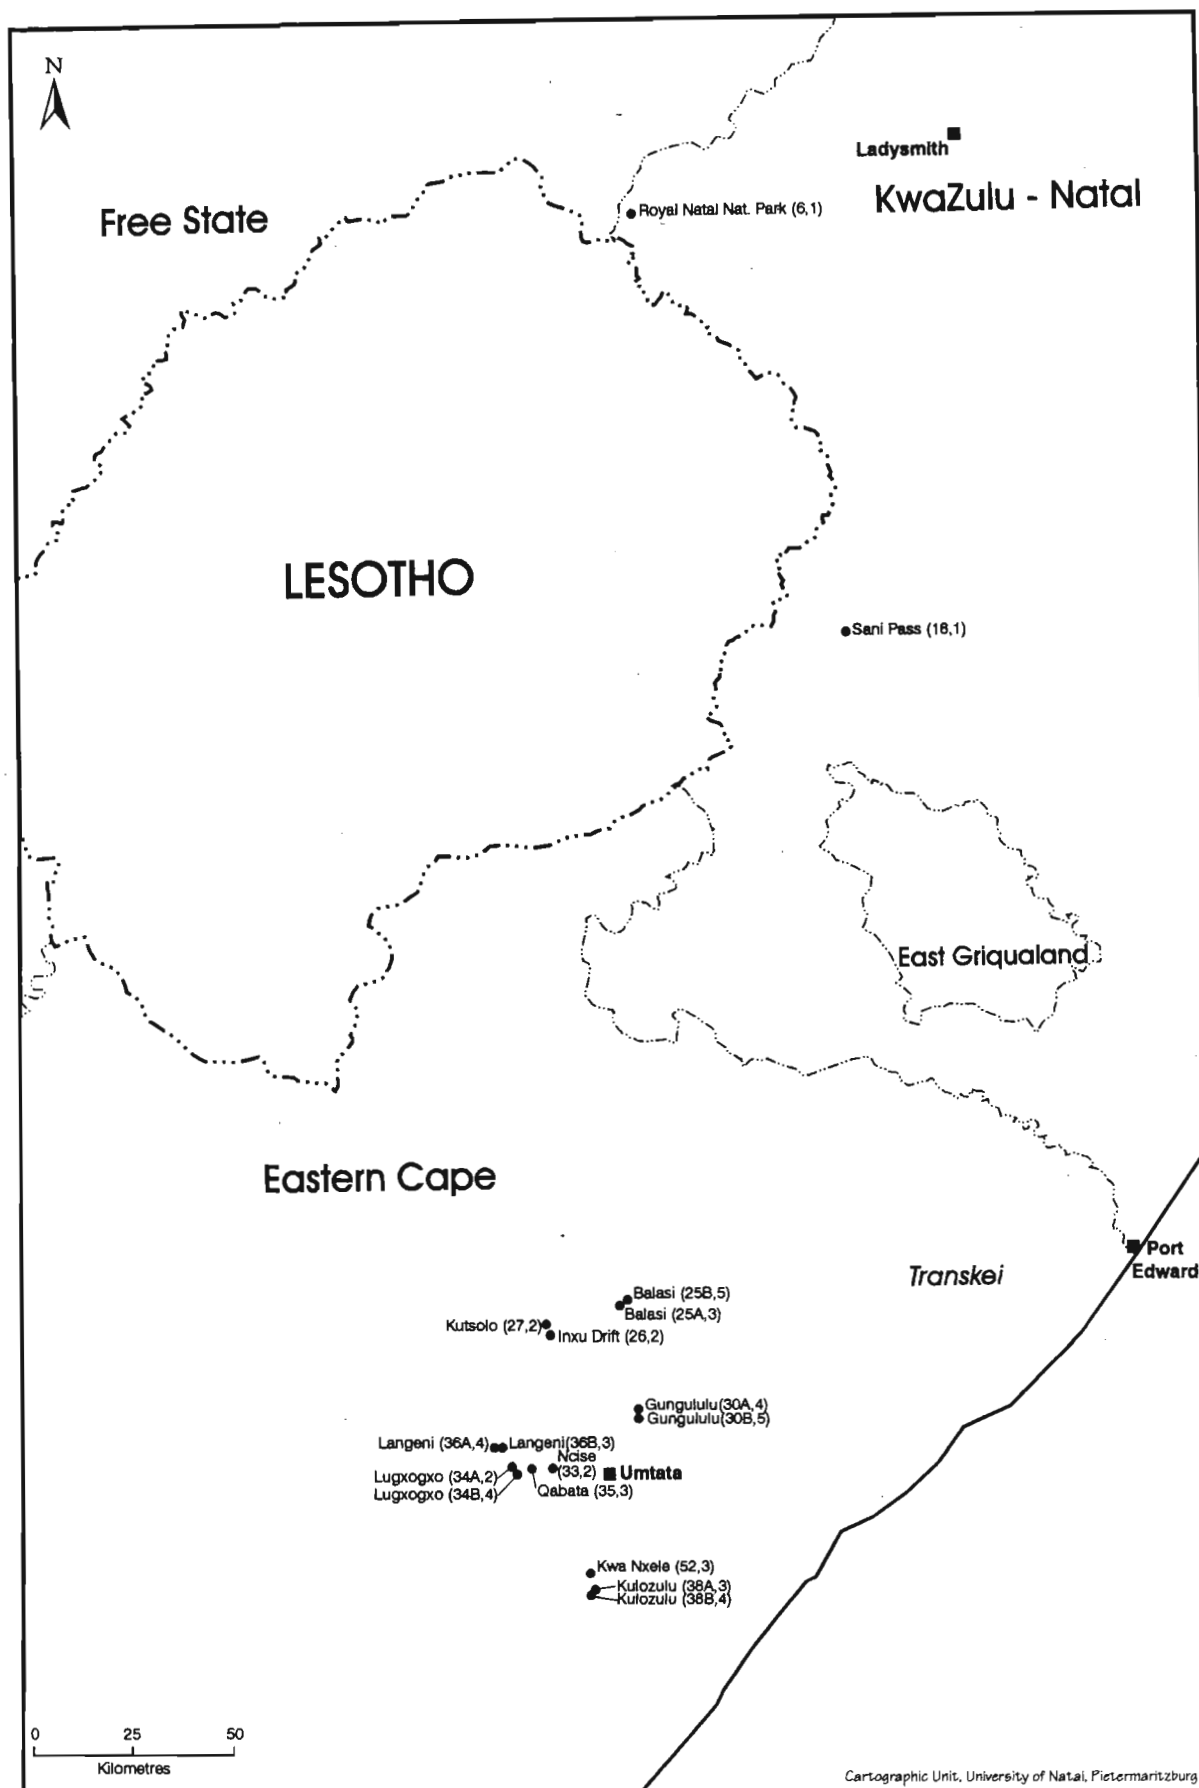 N
Ladysmith
KwaZulu - Natal
Free State
Royal Natal Nat. Park (6,1)
LESOTHO
Sani Pass (18,1)
East Griqualand
Eastern Cape
Port
Edward
Transkei
Balasi (25B,5)
Balasi (25A,3)
Kutsolo (27,2)
Inxu Drift (26,2)
Gungululu(30A,4)
Gungululu(30B,5)
Langeni (36A,4)
Langeni(36B,3)
Ncise
(33,2)
Umtata
Lugxogxo (34A,2)
Lugxogxo (34B,4)
Qabata (35,3)
Kwa Nxele (52,3)
Kulozulu (38A,3)
Kulozulu (38B,4)
0 25 50
Kilometres
Cartographic Unit, University of Natal, Pietermaritzburg